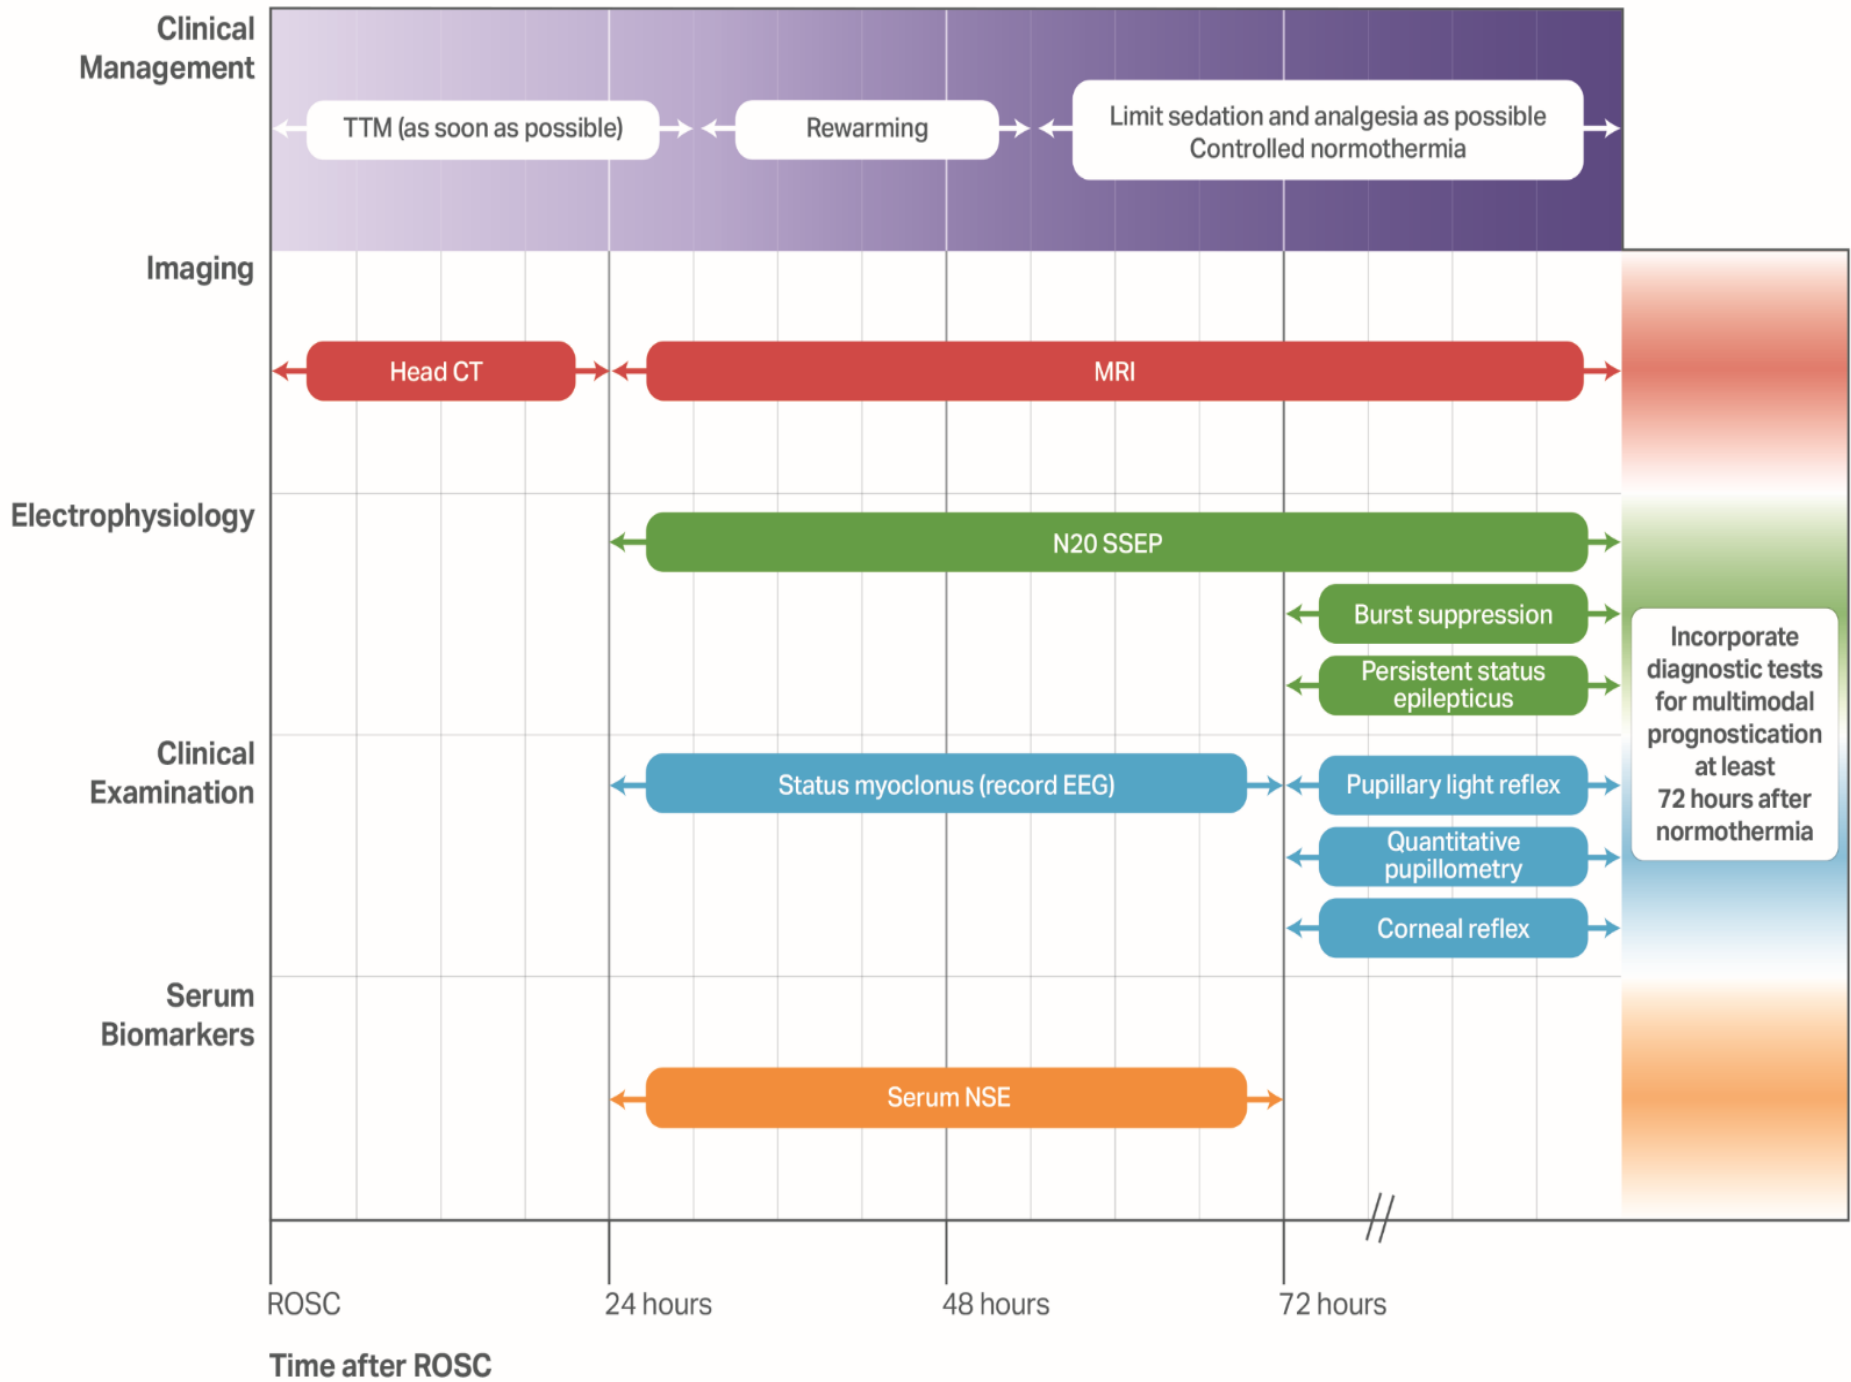 Clinical
Management
TTM (as soon as possible)
Rewarming
Limit sedation and analgesia as possible
Controlled normothermia
Imaging
Head CT
MRI
Electrophysiology
N20 SSEP
Burst suppression
Persistent status
epilepticus
Clinical
Examination
Status myoclonus (record EEG)
Pupillary light reflex
Quantitative
pupillometry
Corneal reflex
Serum
Biomarkers
Serum NSE
Incorporate
diagnostic tests
for multimodal
prognostication
at least
72 hours after
normothermia
ROSC
24 hours
48 hours
72 hours
Time after ROSC